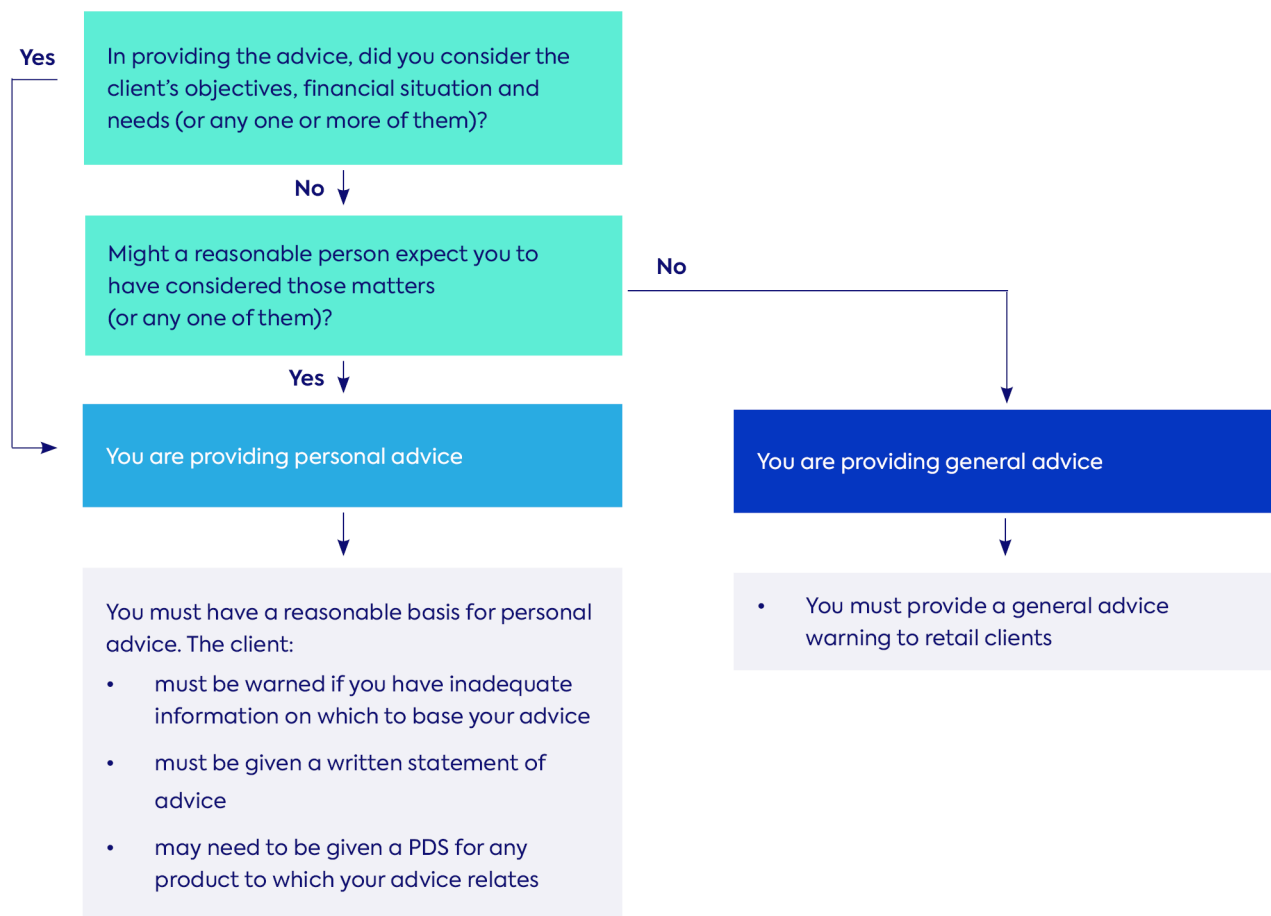 Yes
In providing the advice, did you consider the
client’s objectives, financial situation and
needs (or any one or more of them)?
No
Might a reasonable person expect you to
have considered those matters
(or any one of them)?
No
Yes
You are providing personal advice
You are providing general advice
You must have a reasonable basis for personal
advice. The client:
• must be warned if you have inadequate
information on which to base your advice
• must be given a written statement of
advice
• may need to be given a PDS for any
product to which your advice relates
• You must provide a general advice
warning to retail clients